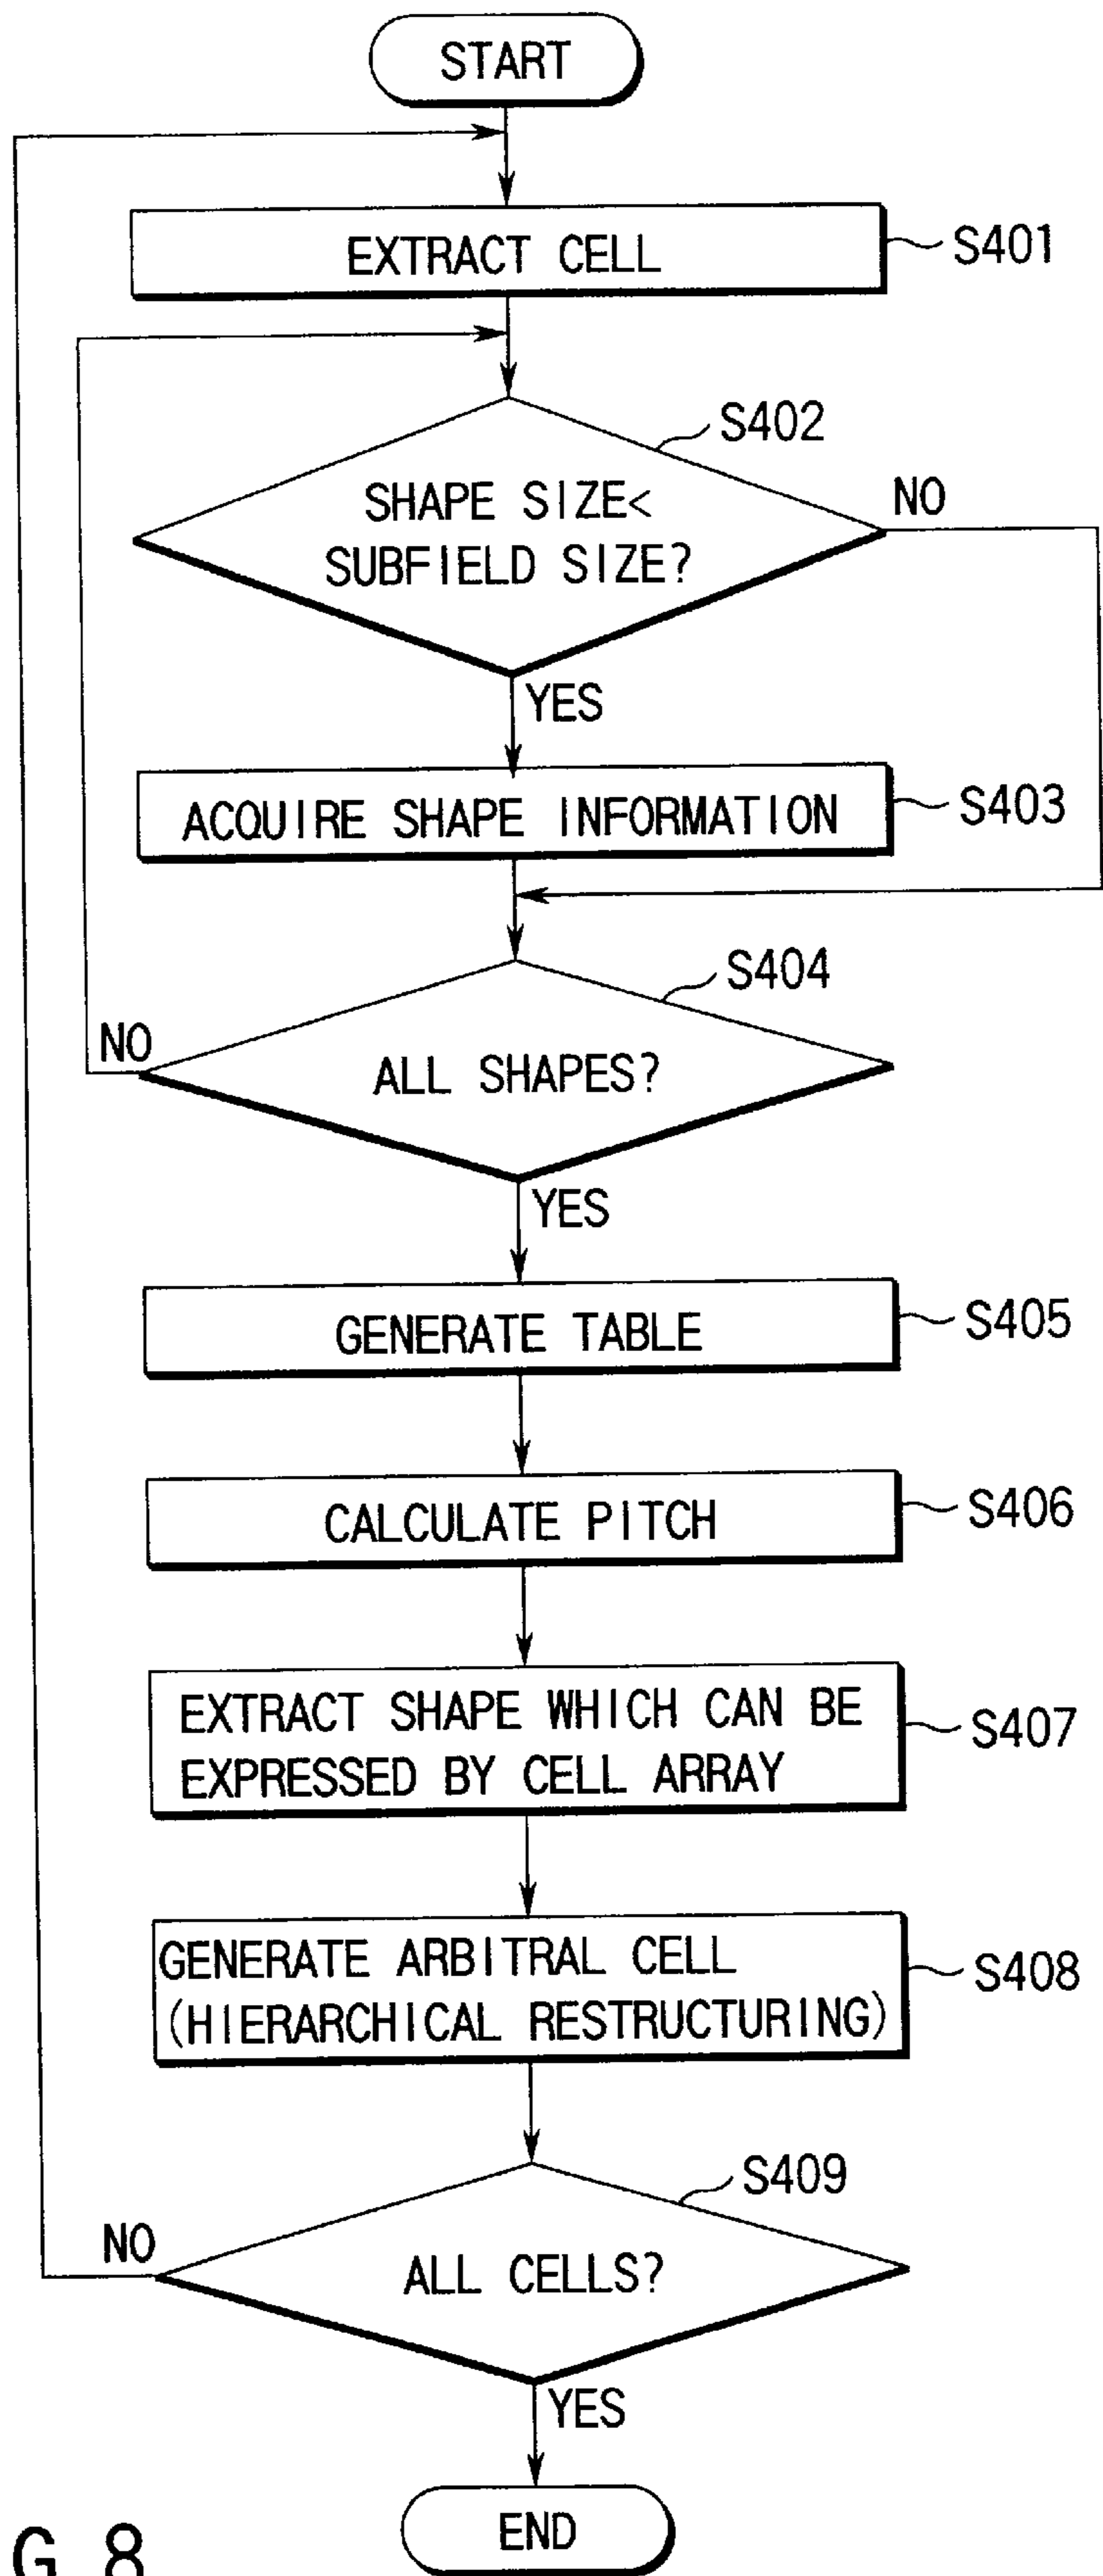 START
EXTRACT CELL
S401
S402
SHAPE SIZE<
SUBFIELD SIZE?
NO
YES
ACQUIRE SHAPE INFORMATION
S403
S404
NO
ALL SHAPES?
YES
GENERATE TABLE
S405
CALCULATE PITCH
S406
EXTRACT SHAPE WHICH CAN BE
EXPRESSED BY CELL ARRAY
S407
GENERATE ARBITRAL CELL
(HIERARCHICAL RESTRUCTURING)
S408
S409
NO
ALL CELLS?
YES
END
G 8